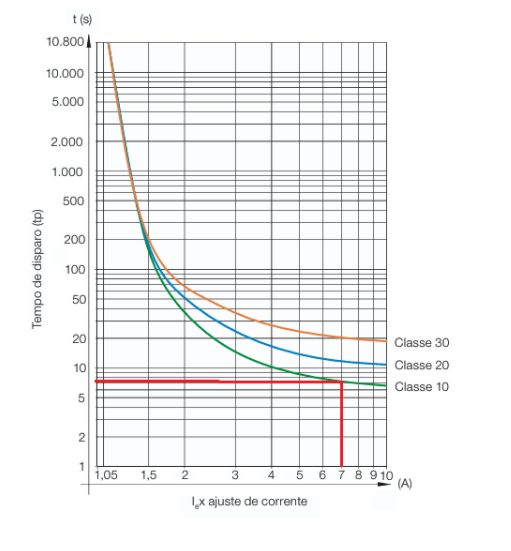 t (s)
10.800
10.000
5.000
2.000
1.000
500
200
100
50
20
10
5
2
1
Tempo de disparo (tp)
Classe 30
Classe 20
Classe 10
1,05 1,5 2 3 4 5 6 7 8 9 10
(A)
Iex ajuste de corrente